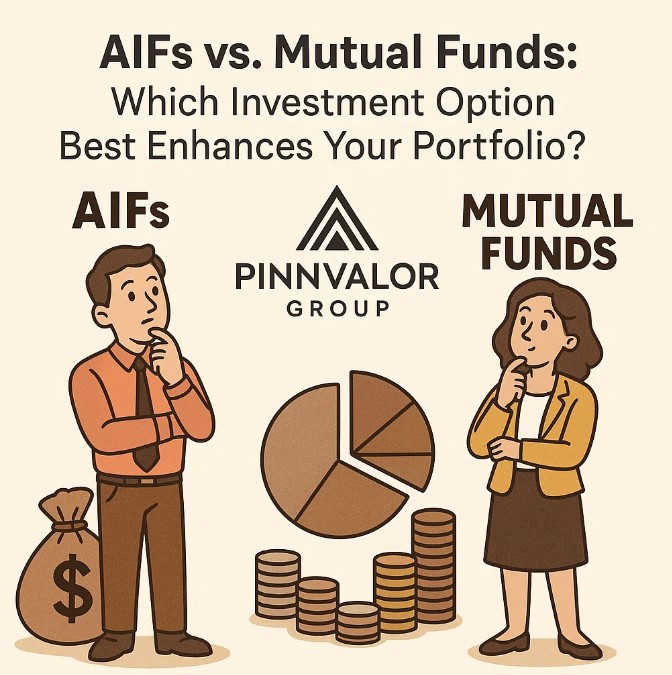 AIFs vs. Mutual Funds:
Which Investment Option
Best Enhances Your Portfolio?
AIFs
PINNVALOR
GROUP
MUTUAL
FUNDS
$